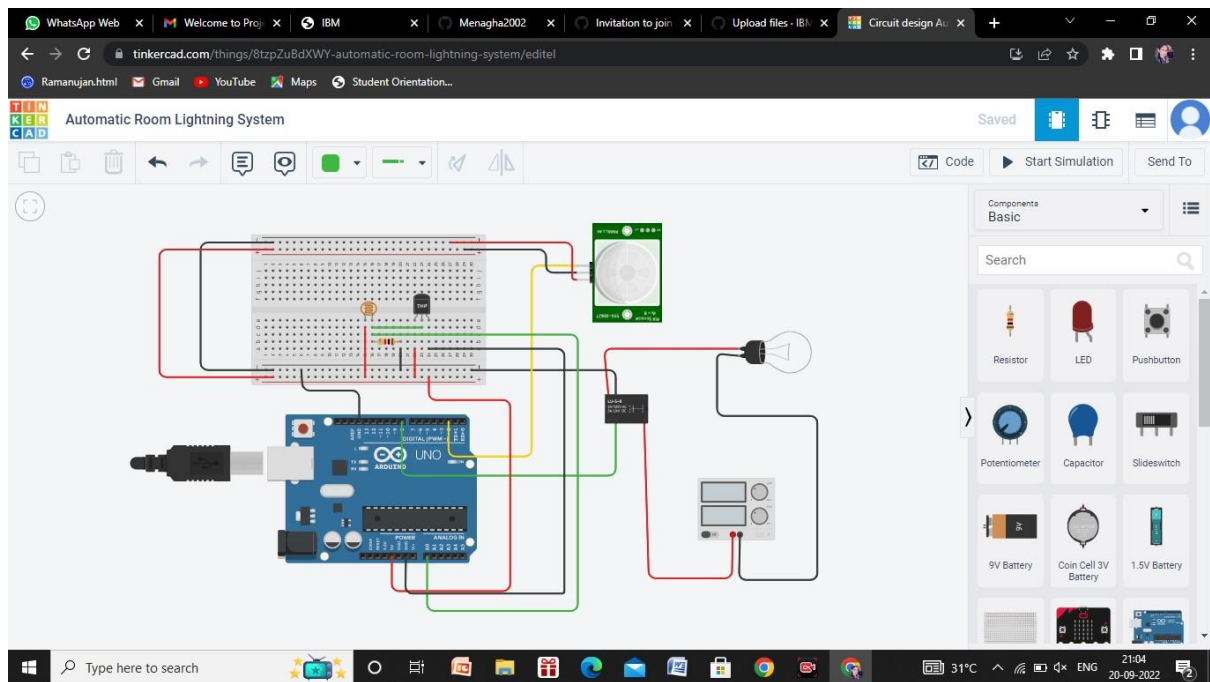 WhatsApp Web
Welcome to Proj
IBM
Menagha2002
Invitation to join
Upload files · IBM
Circuit design Au
tinkercad.com/things/8tzpZuBdXWY-automatic-room-lightning-system/editel
Ramanujan.html
Gmail
YouTube
Maps
Student Orientation...
TIN
KER
CAD
Automatic Room Lightning System
Saved
Code
Start Simulation
Send To
Components
Basic
Search
Resistor
LED
Pushbutton
Potentiometer
Capacitor
Slideswitch
9V Battery
Coin Cell 3V
Battery
1.5V Battery
TMP
DIGITAL (PWM
UNO
ARDUINO
POWER
ANALOG IN
Type here to search
31°C
ENG
21:04
20-09-2022